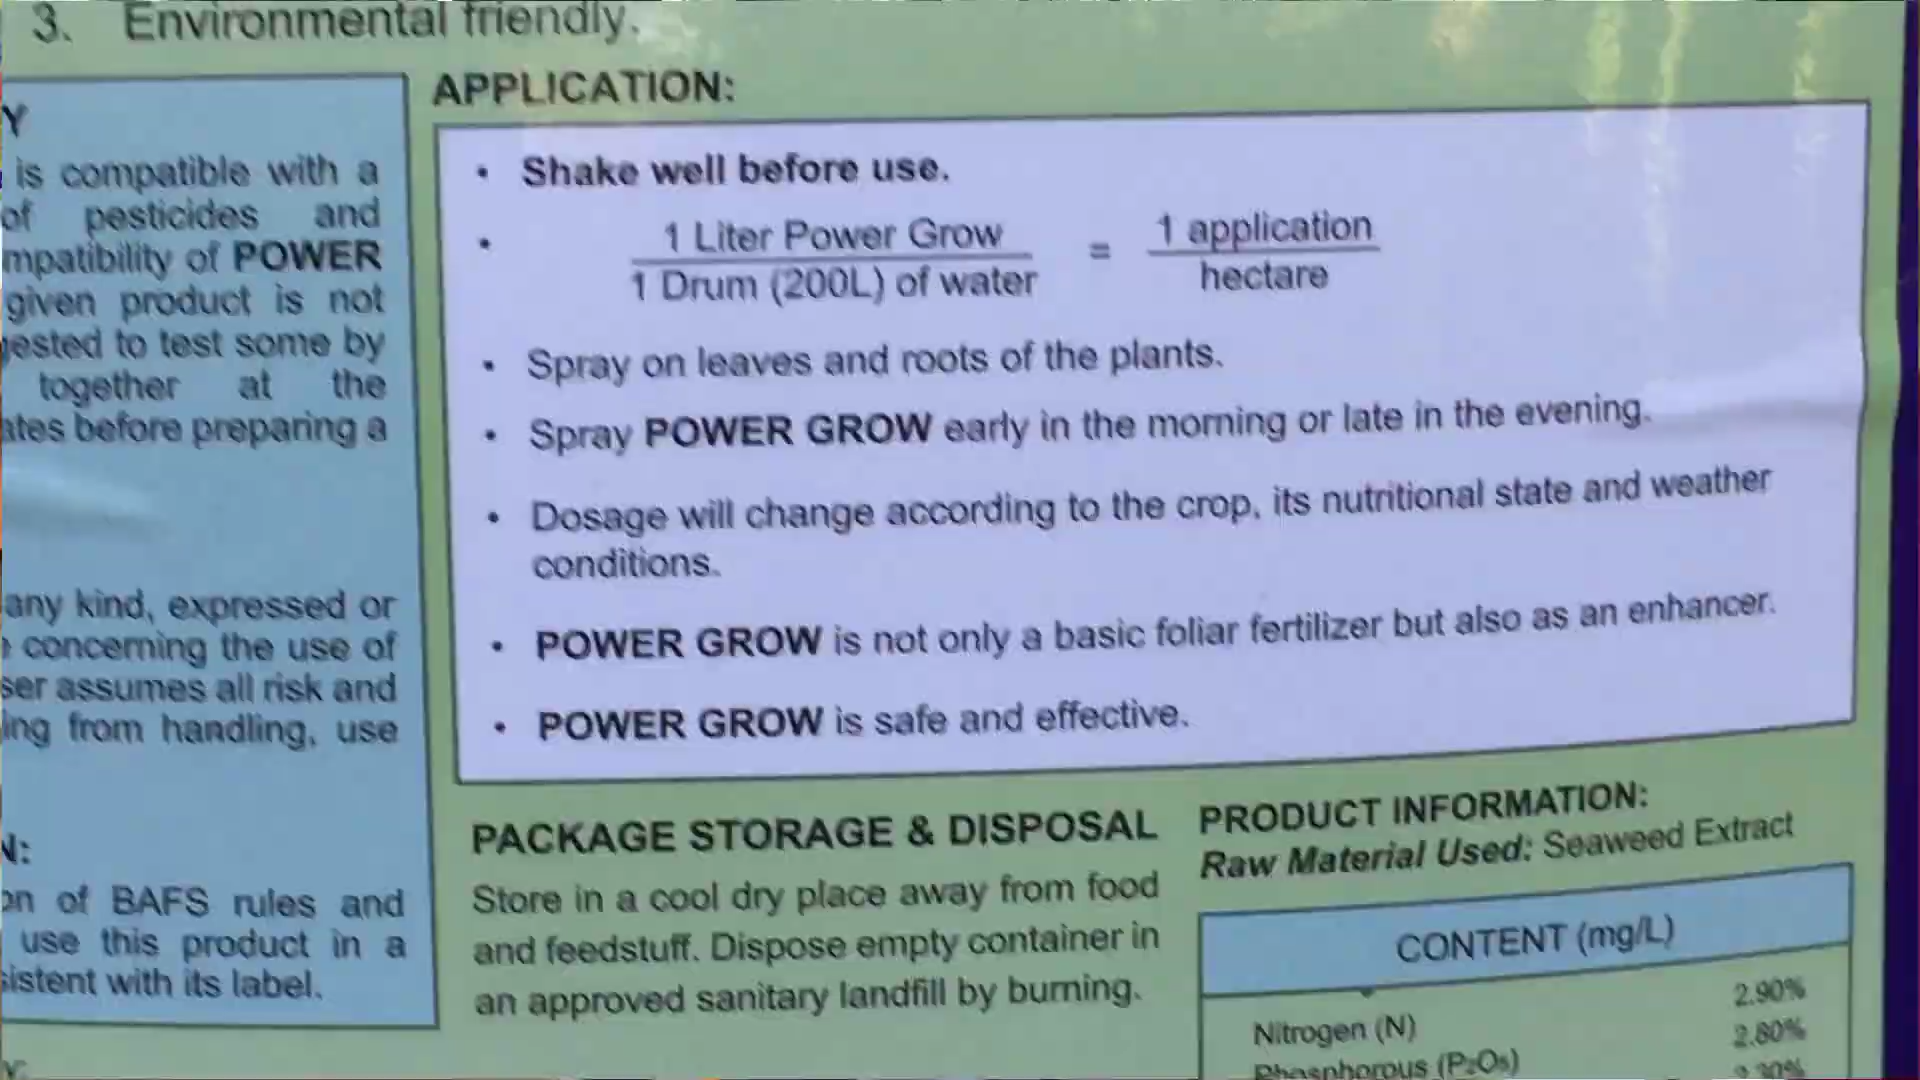 3. Environmental friendly.
Y
is compatible with a
of pesticides and
mpatibility of POWER
given product is not
ested to test some by
together at the
ates before preparing a
any kind, expressed or
concerning the use of
ser assumes all risk and
ing from handling, use
N:
on of BAFS rules and
use this product in a
sistent with its label.
APPLICATION:
• Shake well before use.
• 1 Liter Power Grow
1 Drum (200L) of water
=
1 application
hectare
• Spray on leaves and roots of the plants.
• Spray POWER GROW early in the morning or late in the evening.
• Dosage will change according to the crop, its nutritional state and weather
conditions.
• POWER GROW is not only a basic foliar fertilizer but also as an enhancer.
• POWER GROW is safe and effective.
PACKAGE STORAGE & DISPOSAL
Store in a cool dry place away from food
and feedstuff. Dispose empty container in
an approved sanitary landfill by burning.
PRODUCT INFORMATION:
Raw Material Used: Seaweed Extract
CONTENT (mg/L)
2.90%
Nitrogen (N) 2.80%
Phosphorous (P₂O₅)